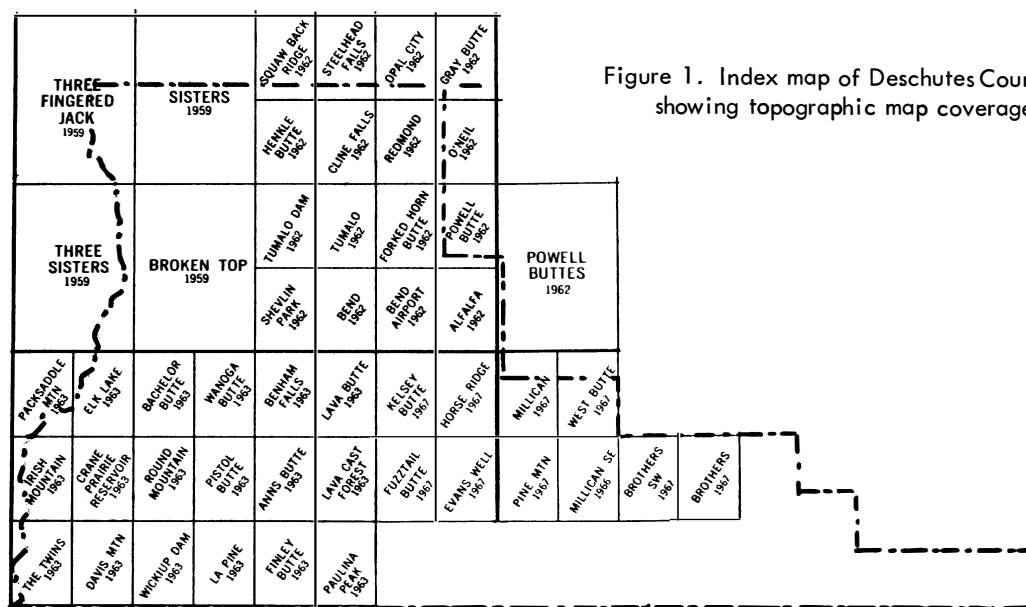 Figure 1. Index map of Deschutes Coun
showing topographic map coverage
THREE
FINGERED
JACK
1959
SISTERS
1959
SQUAW BACK
RIDGE
1962
STEELHEAD
FALLS
1962
OPAL CITY
1962
GRAY BUTTE
1962
HENKLE
BUTTE
1962
CLINE FALLS
1962
REDMOND
1962
O'NEIL
1962
THREE
SISTERS
1959
BROKEN TOP
1959
TUMALO DAM
1962
TUMALO
1962
FORKED HORN
BUTTE
1962
POWELL
BUTTE
1962
POWELL
BUTTES
1962
SHEVLIN
PARK
1962
BEND
1962
BEND
AIRPORT
1962
ALFALFA
1962
PACKSADDLE
MTN
1963
ELK LAKE
1963
BACHELOR
BUTTE
1963
WANOGA
BUTTE
1963
BENHAM
FALLS
1963
LAVA BUTTE
1963
KELSEY
BUTTE
1967
HORSE RIDGE
1967
MILLICAN
1967
WEST BUTTE
1967
IRISH
MOUNTAIN
1963
CRANE
PRAIRIE
RESERVOIR
1963
ROUND
MOUNTAIN
1963
PISTOL
BUTTE
1963
ANNS BUTTE
1963
LAVA CAST
FOREST
1963
FUZZTAIL
BUTTE
1967
EVANS WELL
1967
PINE MTN
1967
MILLICAN SE
1966
BROTHERS
SW
1967
BROTHERS
1967
THE TWINS
1963
DAVIS MTN
1963
WICKIUP DAM
1963
LA PINE
1963
FINLEY
BUTTE
1963
PAULINA
PEAK
1963